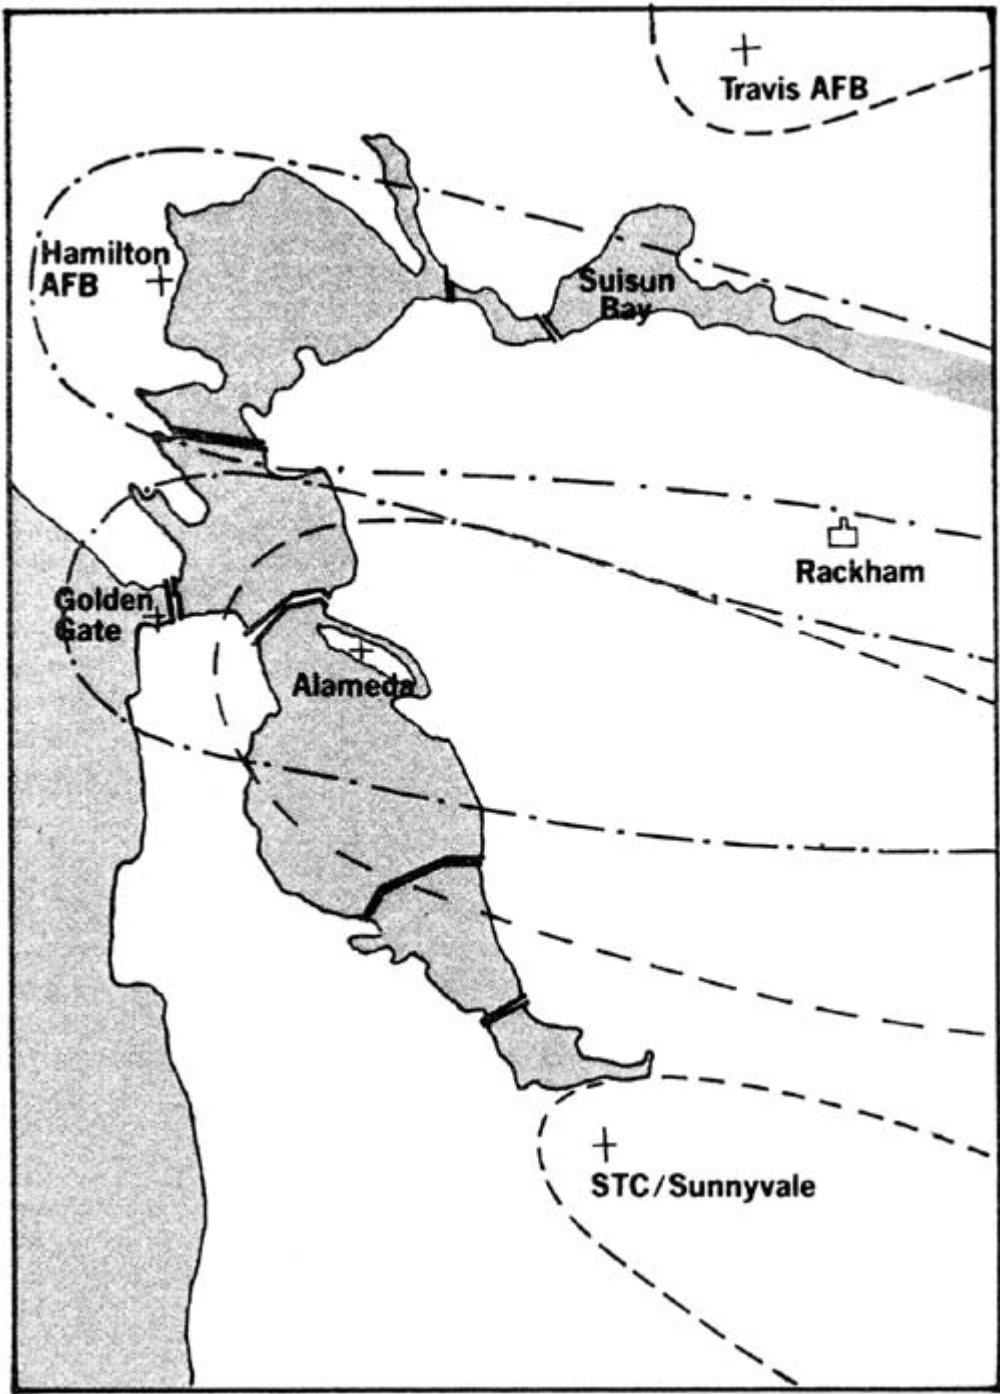 Travis AFB
Hamilton
AFB
Suisun
Bay
Rackham
Golden
Gate
Alameda
STC/Sunnyvale